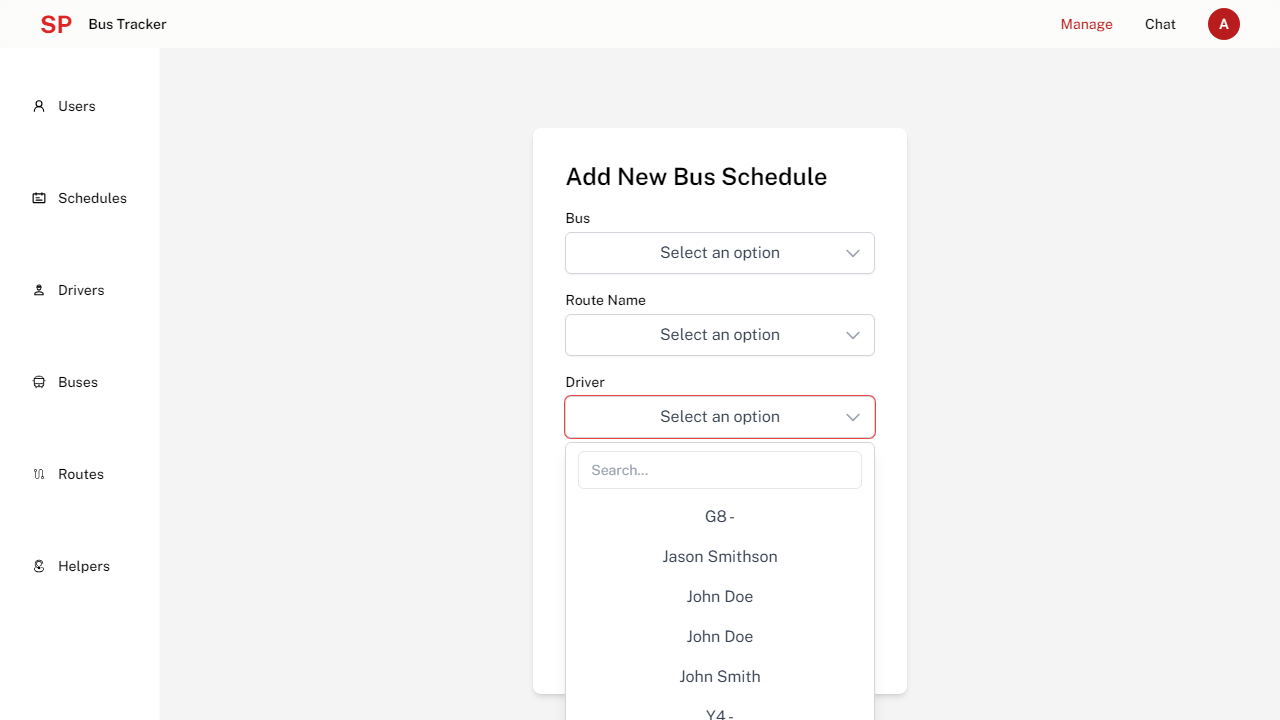 SP Bus Tracker Manage Chat A
Users
Schedules
Drivers
Buses
Routes
Helpers
Add New Bus Schedule
Bus
Select an option
Route Name
Select an option
Driver
Select an option
Search...
G8 -
Jason Smithson
John Doe
John Doe
John Smith
Y4 -